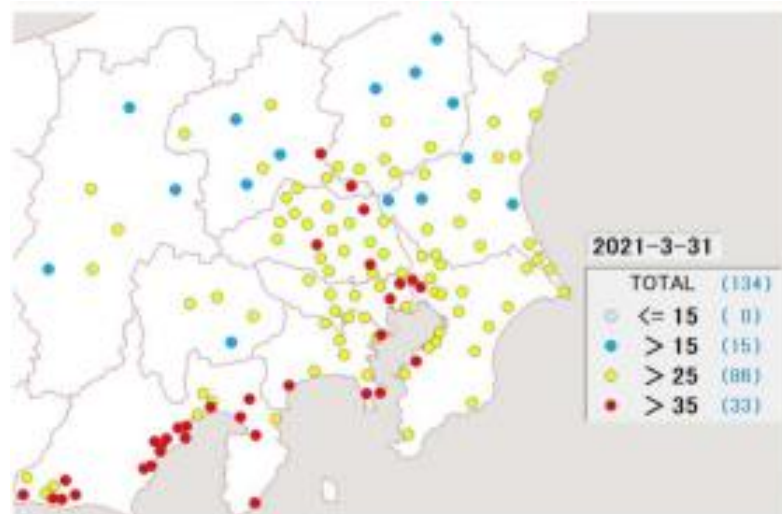 2021-3-31
TOTAL (134)
<= 15 ( 0)
> 15 (15)
> 25 (86)
> 35 (33)